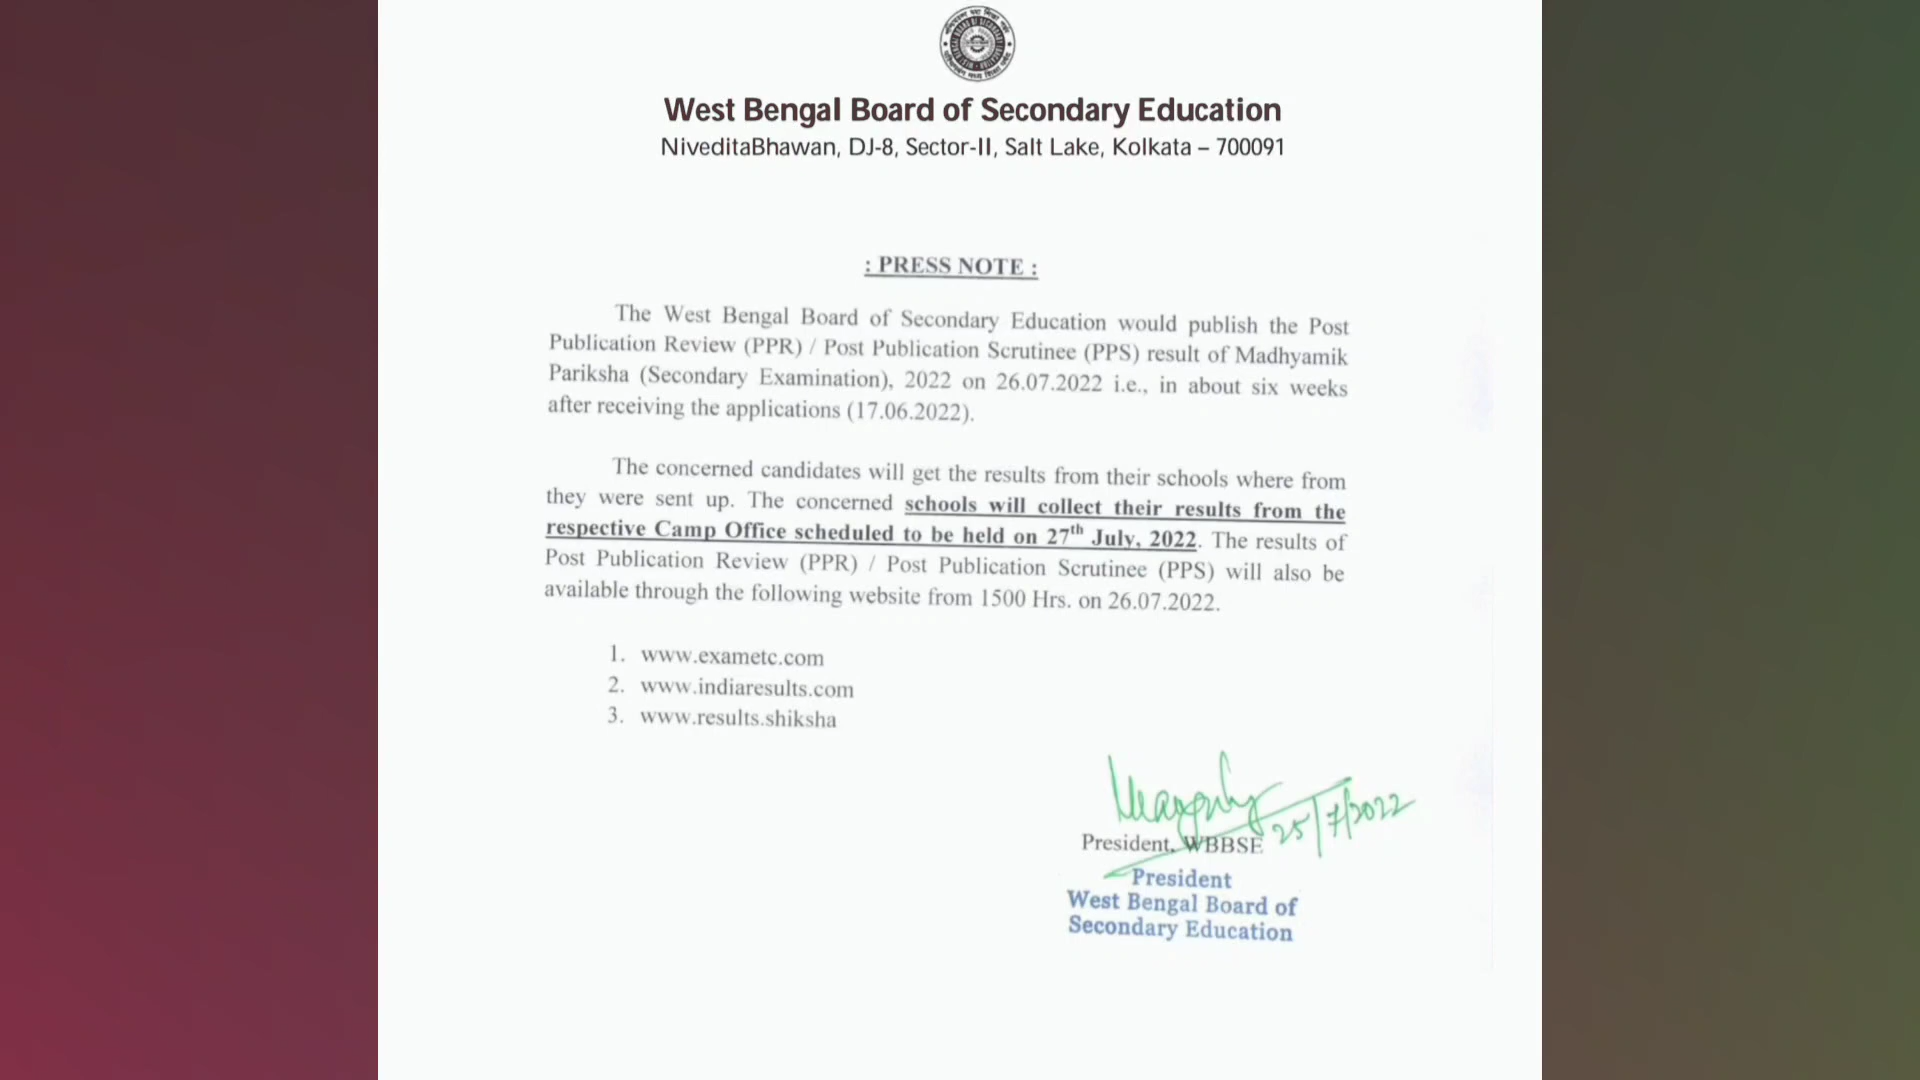 West Bengal Board of Secondary Education
NiveditaBhawan, DJ-8, Sector-II, Salt Lake, Kolkata – 700091
: PRESS NOTE :
The West Bengal Board of Secondary Education would publish the Post
Publication Review (PPR) / Post Publication Scrutinee (PPS) result of Madhyamik
Pariksha (Secondary Examination), 2022 on 26.07.2022 i.e., in about six weeks
after receiving the applications (17.06.2022).
The concerned candidates will get the results from their schools where from
they were sent up. The concerned schools will collect their results from the
respective Camp Office scheduled to be held on 27th July, 2022. The results of
Post Publication Review (PPR) / Post Publication Scrutinee (PPS) will also be
available through the following website from 1500 Hrs. on 26.07.2022.
1. www.exametc.com
2. www.indiaresults.com
3. www.results.shiksha
25/7/2022
President, WBBSE
President
West Bengal Board of
Secondary Education